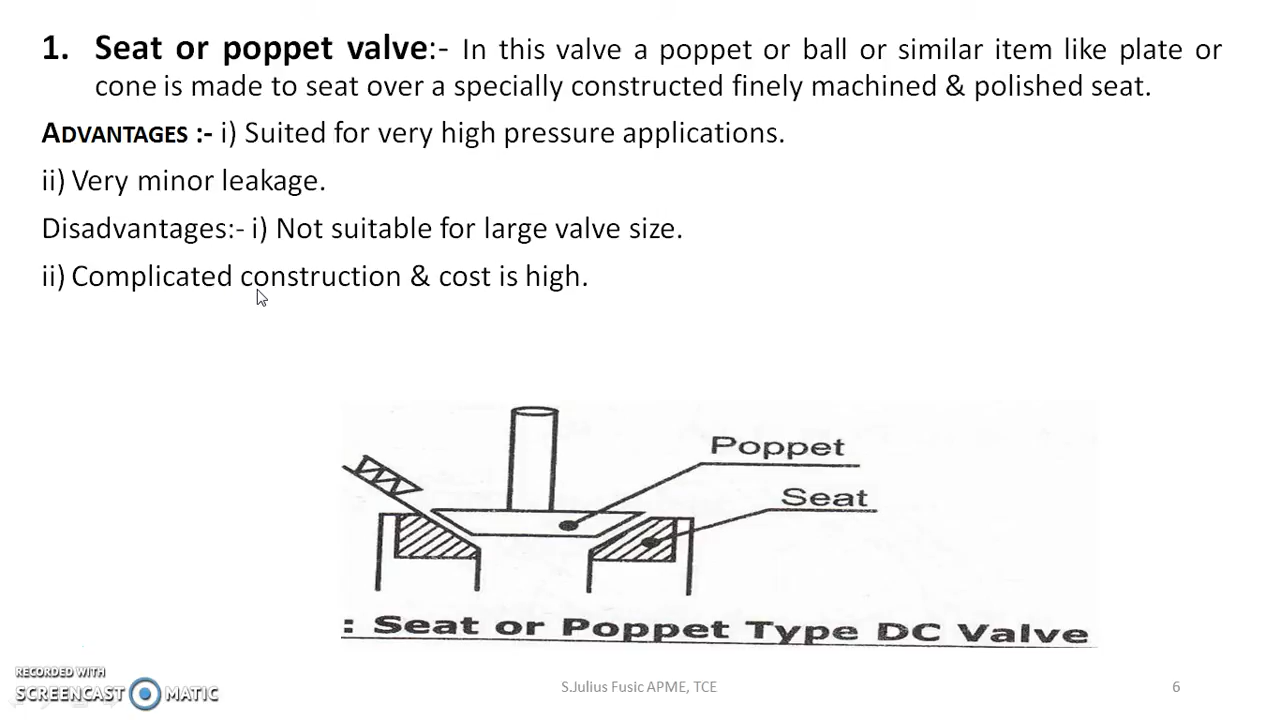 1. Seat or poppet valve:- In this valve a poppet or ball or similar item like plate or
cone is made to seat over a specially constructed finely machined & polished seat.
ADVANTAGES :- i) Suited for very high pressure applications.
ii) Very minor leakage.
Disadvantages:- i) Not suitable for large valve size.
ii) Complicated construction & cost is high.
Poppet
Seat
: Seat or Poppet Type DC Valve
RECORDED WITH
SCREENCAST MATIC
S.Julius Fusic APME, TCE
6